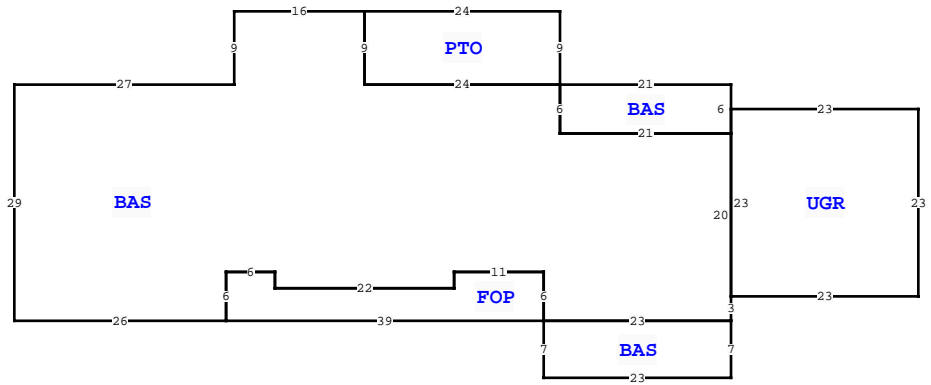 16 24
9 9 PTO 9
27 24 21
6 BAS 6 23
21
29 BAS 20 23 UGR 23
6 11
6 22 FOP 6 23
3
26 39 23
7 BAS 7
23